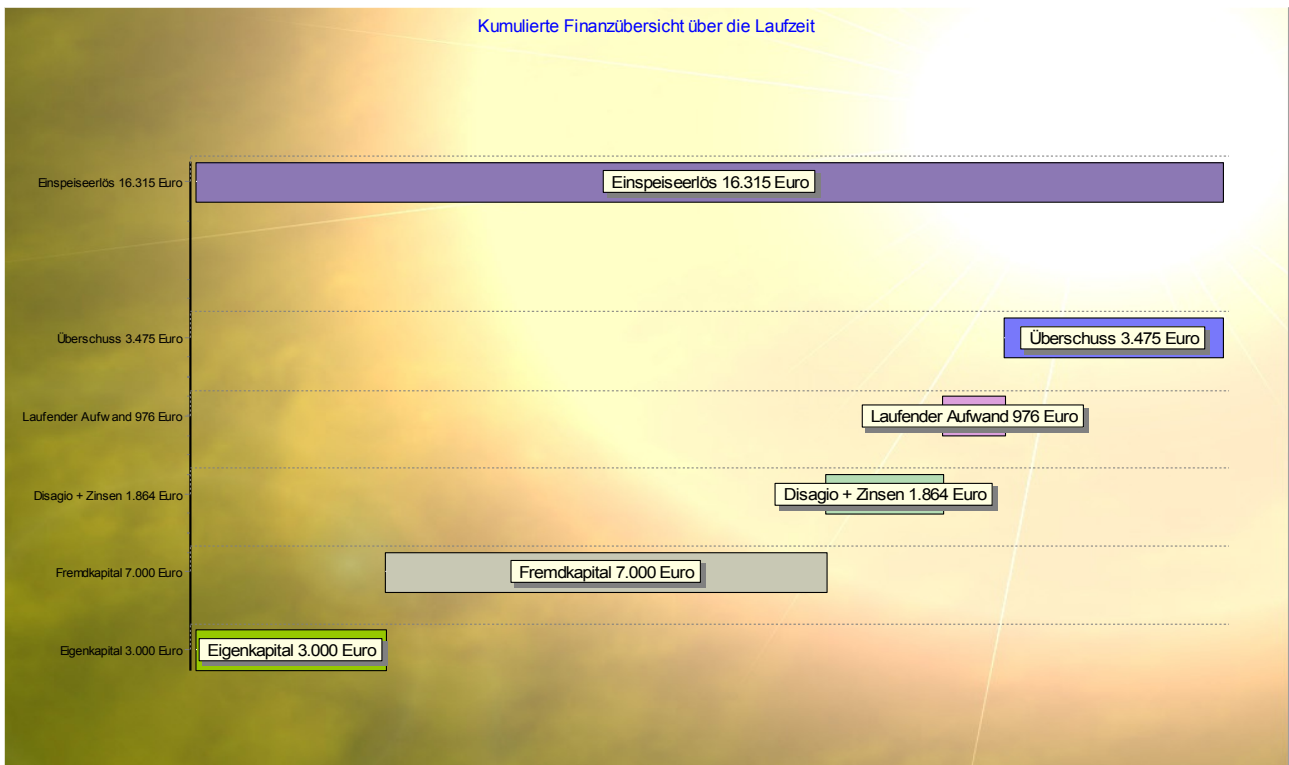 Kumulierte Finanzübersicht über die Laufzeit
Einspeiseerlös 16.315 Euro
Einspeiseerlös 16.315 Euro
Überschuss 3.475 Euro
Überschuss 3.475 Euro
Laufender Aufwand 976 Euro
Laufender Aufwand 976 Euro
Disagio + Zinsen 1.864 Euro
Disagio + Zinsen 1.864 Euro
Fremdkapital 7.000 Euro
Fremdkapital 7.000 Euro
Eigenkapital 3.000 Euro
Eigenkapital 3.000 Euro